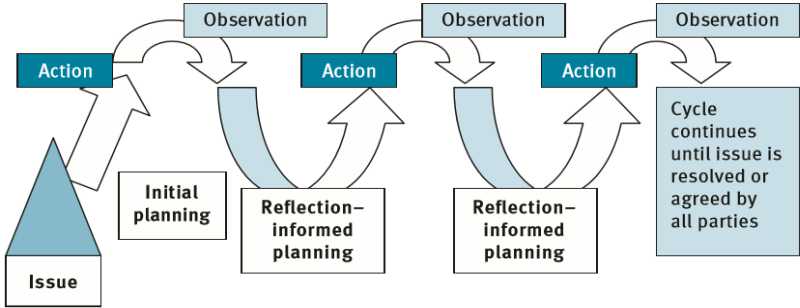 Observation
Observation
Observation
Action
Action
Action
Initial
planning
Reflection–
informed
planning
Reflection–
informed
planning
Cycle
continues
until issue is
resolved or
agreed by
all parties
Issue